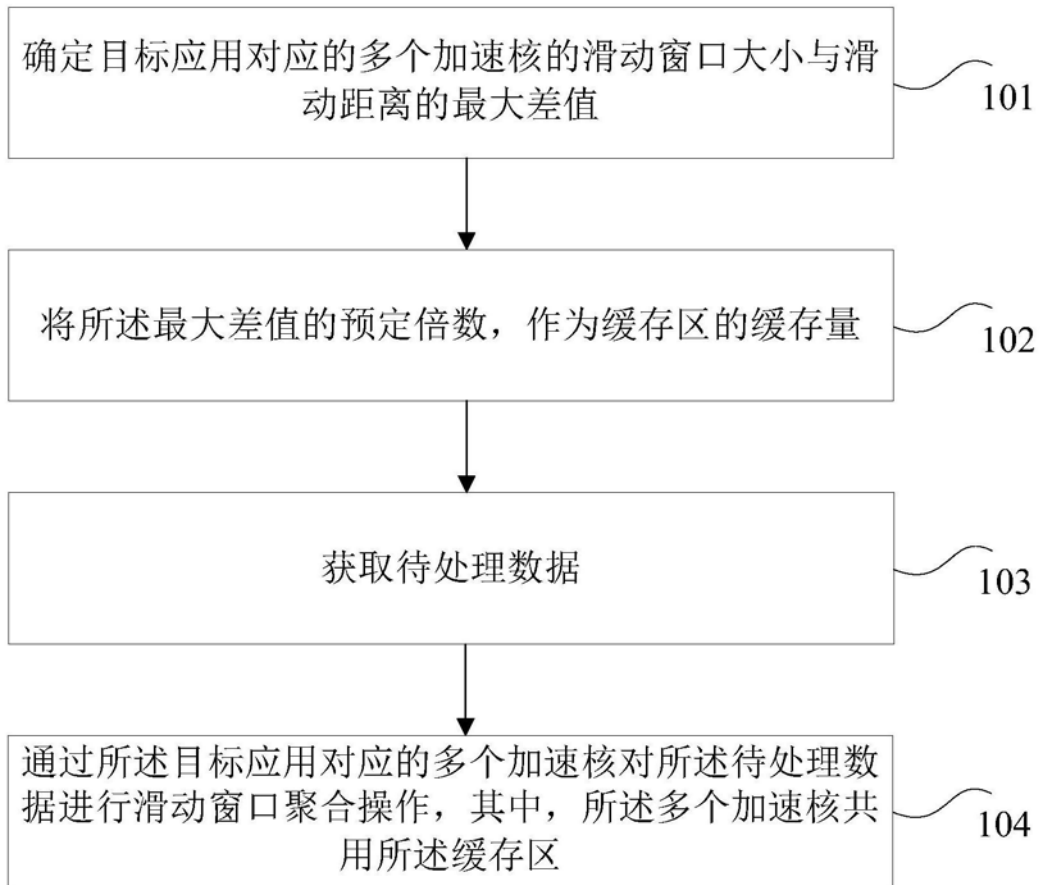 确定目标应用对应的多个加速核的滑动窗口大小与滑
动距离的最大差值
101
将所述最大差值的预定倍数，作为缓存区的缓存量
102
获取待处理数据
103
通过所述目标应用对应的多个加速核对所述待处理数
据进行滑动窗口聚合操作，其中，所述多个加速核共
用所述缓存区
104